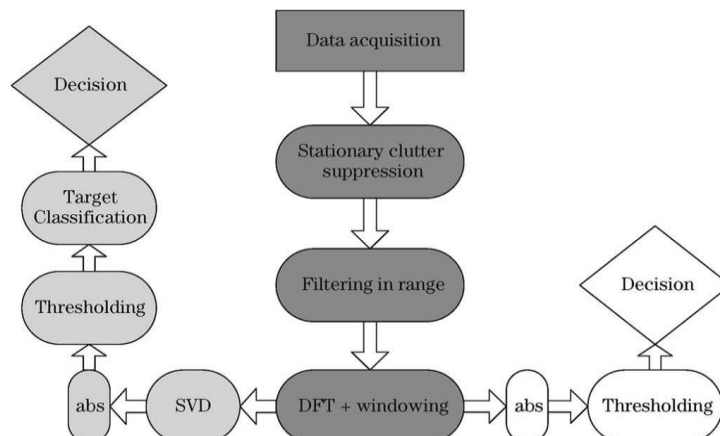 Data acquisition
Decision
Stationary clutter
suppression
Target
Classification
Filtering in range
Decision
Thresholding
abs
SVD
DFT + windowing
abs
Thresholding